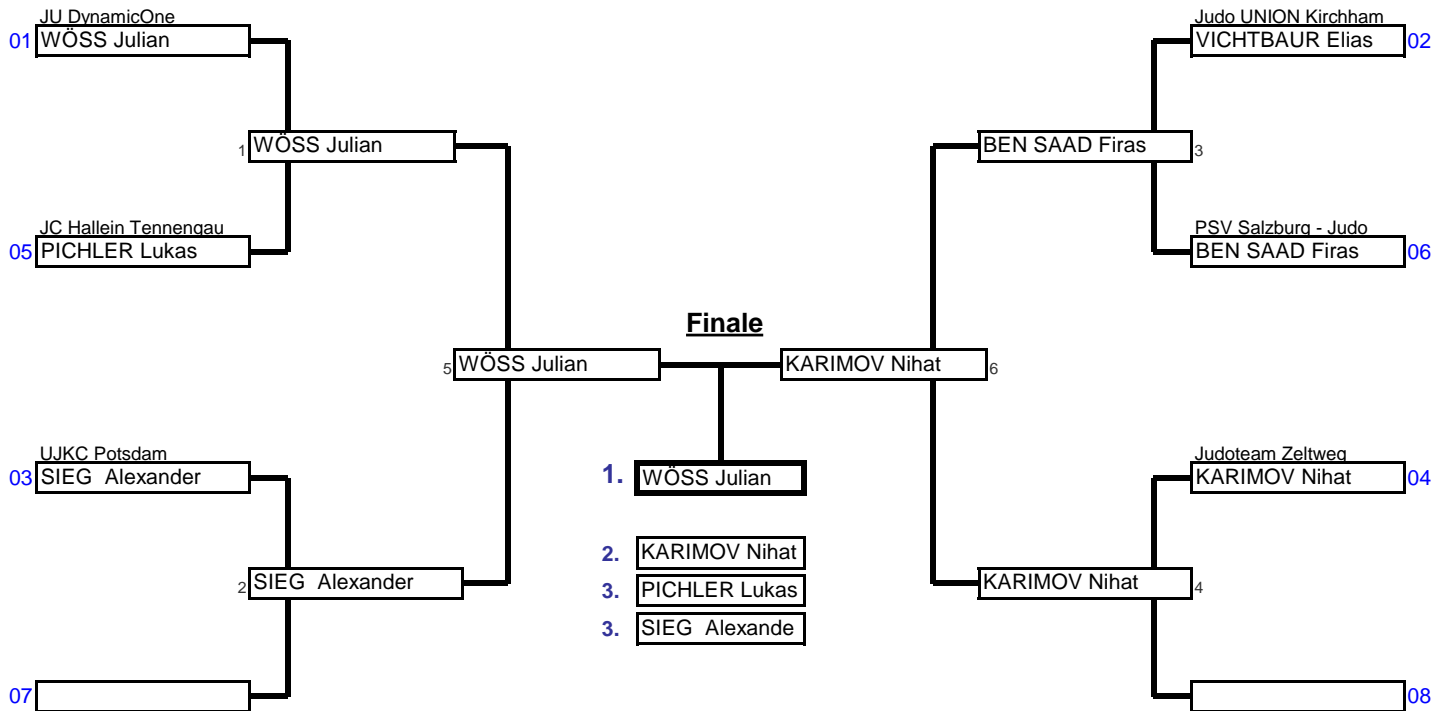 JU DynamicOne
01 WÖSS Julian
Judo UNION Kirchham
VICHTBAUR Elias 02
1 WÖSS Julian
BEN SAAD Firas 3
JC Hallein Tennengau
05 PICHLER Lukas
PSV Salzburg - Judo
BEN SAAD Firas 06
Finale
5 WÖSS Julian
KARIMOV Nihat 6
UJKC Potsdam
03 SIEG Alexander
1. WÖSS Julian
Judoteam Zeltweg
KARIMOV Nihat 04
2. KARIMOV Nihat
2 SIEG Alexander
3. PICHLER Lukas
KARIMOV Nihat 4
3. SIEG Alexande
07
08